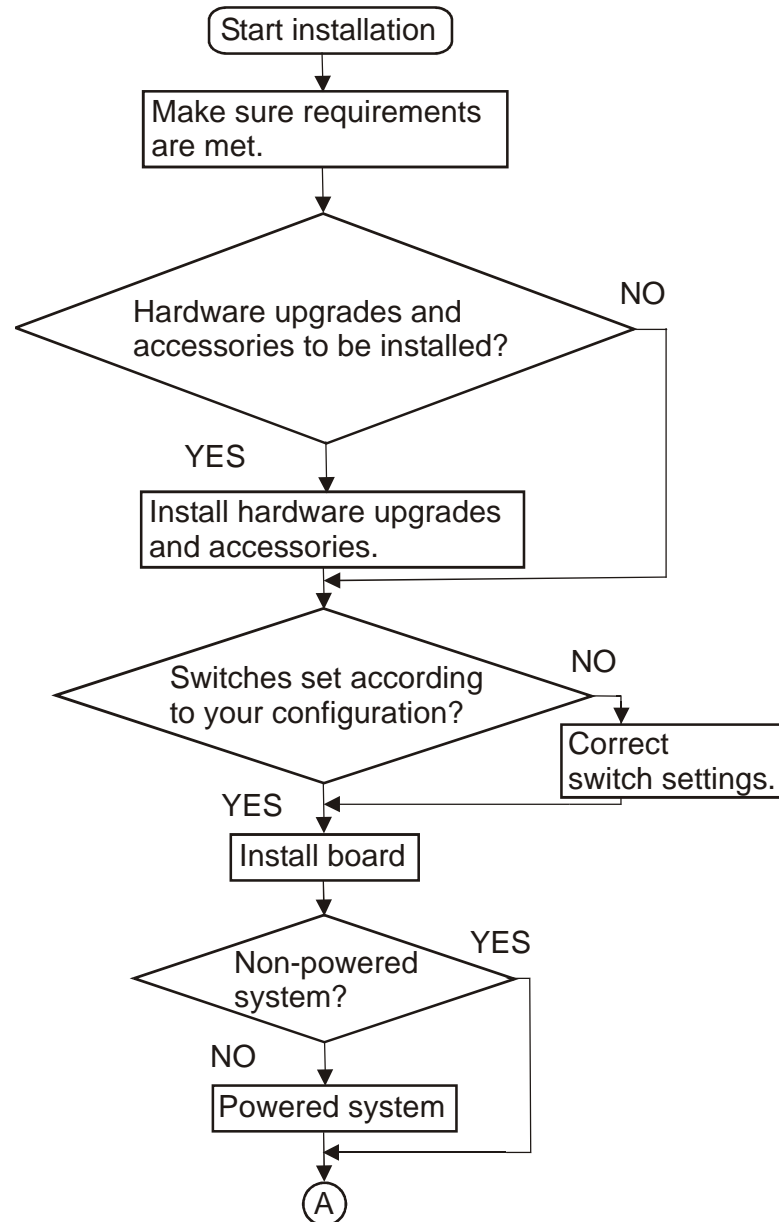 Start installation
Make sure requirements
are met.
Hardware upgrades and
accessories to be installed?
NO
YES
Install hardware upgrades
and accessories.
Switches set according
to your configuration?
NO
Correct
switch settings.
YES
Install board
Non-powered
system?
YES
NO
Powered system
A